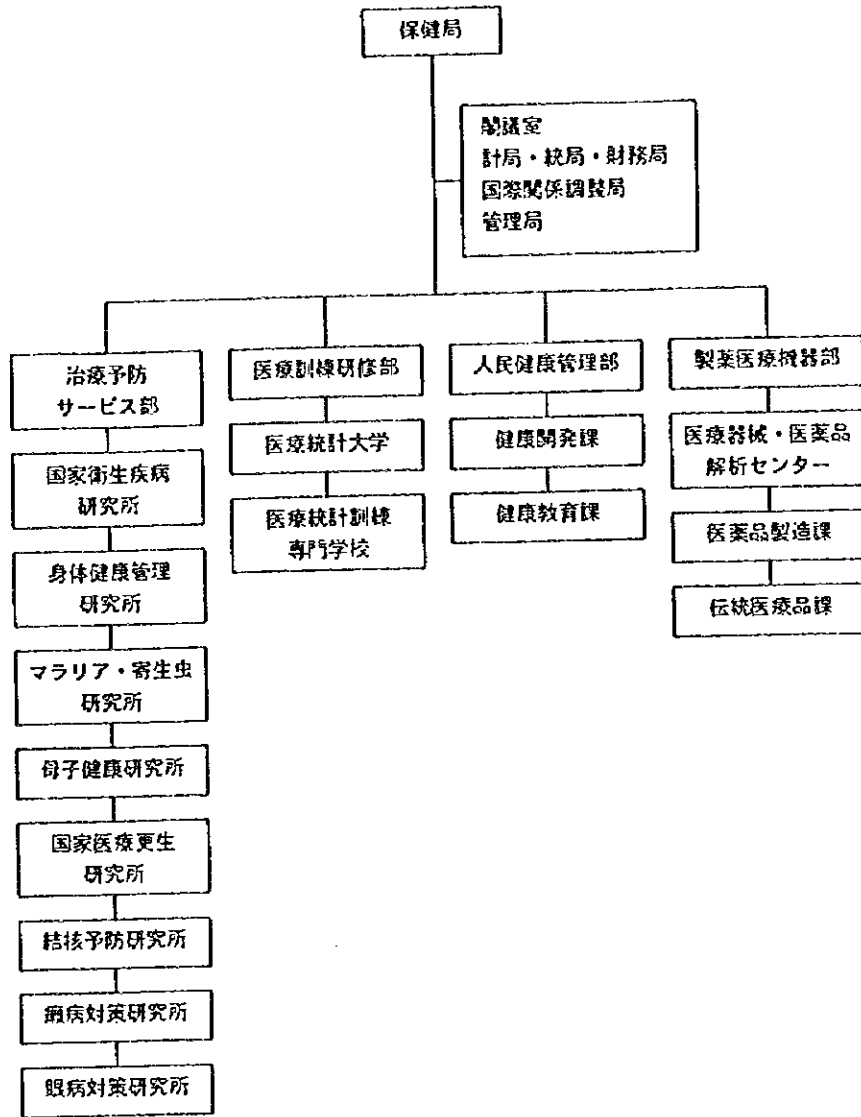 保健局
閣議室
計局・統局・財務局
国際関係調整局
管理局
治療予防
サービス部
国家衛生疾病
研究所
身体健康管理
研究所
マラリア・寄生虫
研究所
母子健康研究所
国家医療更生
研究所
結核予防研究所
癩病対策研究所
眼病対策研究所
医療訓練研修部
医療統計大学
医療統計訓練
専門学校
人民健康管理部
健康開発課
健康教育課
製薬医療機器部
医療器械・医薬品
解析センター
医薬品製造課
伝統医療品課